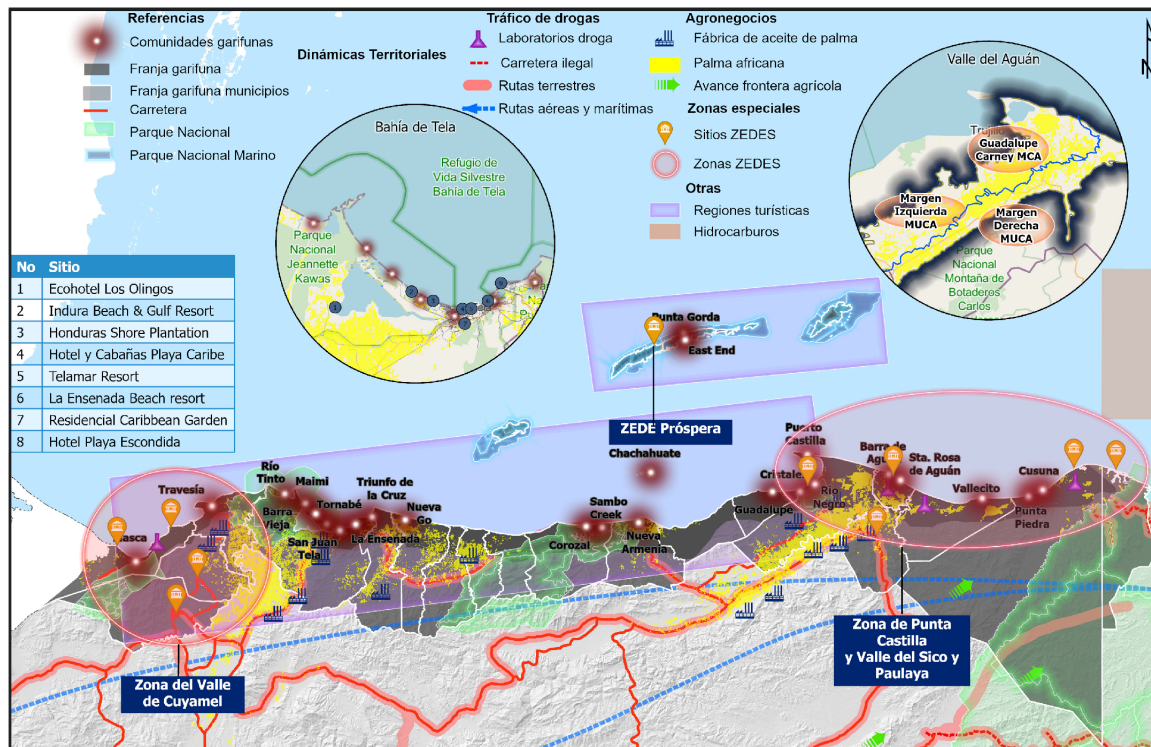 Referencias
Comunidades garifunas
Franja garifuna
Franja garifuna municipios
Carretera
Parque Nacional
Parque Nacional Marino
Dinámicas Territoriales
Tráfico de drogas
Laboratorios droga
Carretera ilegal
Rutas terrestres
Rutas aéreas y marítimas
Agronegocios
Fábrica de aceite de palma
Palma africana
Avance frontera agrícola
Zonas especiales
Sitios ZEDES
Zonas ZEDES
Otras
Regiones turísticas
Hidrocarburos
Bahía de Tela
Refugio de
Vida Silvestre
Bahía de Tela
Parque
Nacional
Jeannette
Kawas
Valle del Aguán
Guadalupe
Carney MCA
Margen
Izquierda
MUCA
Margen
Derecha
MUCA
Parque
Nacional
Montaña de
Botaderos
Carlos
No Sitio
1 Ecohotel Los Olingos
2 Indura Beach & Gulf Resort
3 Honduras Shore Plantation
4 Hotel y Cabañas Playa Caribe
5 Telamar Resort
6 La Ensenada Beach resort
7 Residencial Caribbean Garden
8 Hotel Playa Escondida
Punta Gorda
East End
ZEDE Próspera
Chachahuate
Travesía
Río
Tinto
Maimi
Barra
Vieja
Tornabé
San Juan
Tela
Triunfo de
la Cruz
La Ensenada
Nueva
Go
Sambo
Creek
Corozal
Nueva
Armenia
Guadalupe
Cristales
Puerto
Castilla
Río
Negro
Barra de
Sta. Rosa
de Aguán
Vallecito
Cusuna
Punta
Piedra
Zona del Valle
de Cuyamel
Zona de Punta
Castilla
y Valle del Sico y
Paulaya